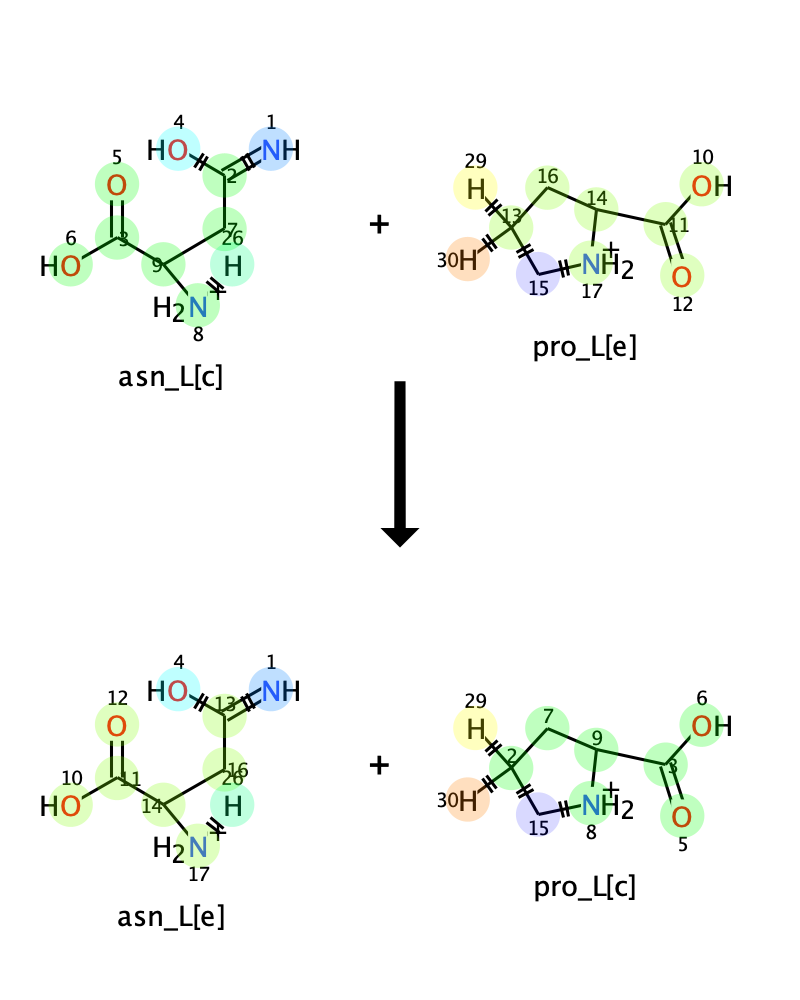 4 1
HO NH
5 2
O
29 16 10
H 14 OH
7
26
3 13 11
6 9 H
HO
30 H + NH2 O
15 17 12
H2N +
8
pro_L[e]
asn_L[c]
+
4 1
HO NH
12 13
O
29 7 6
H 9 OH
16
26
11 2 3
10 14 H
HO
30 H + NH2 O
15 8 5
H2N +
17
pro_L[c]
asn_L[e]
+